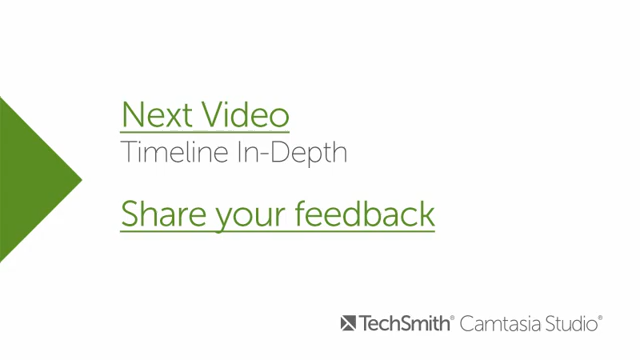 Next Video
Timeline In-Depth
Share your feedback
TechSmith® Camtasia Studio®